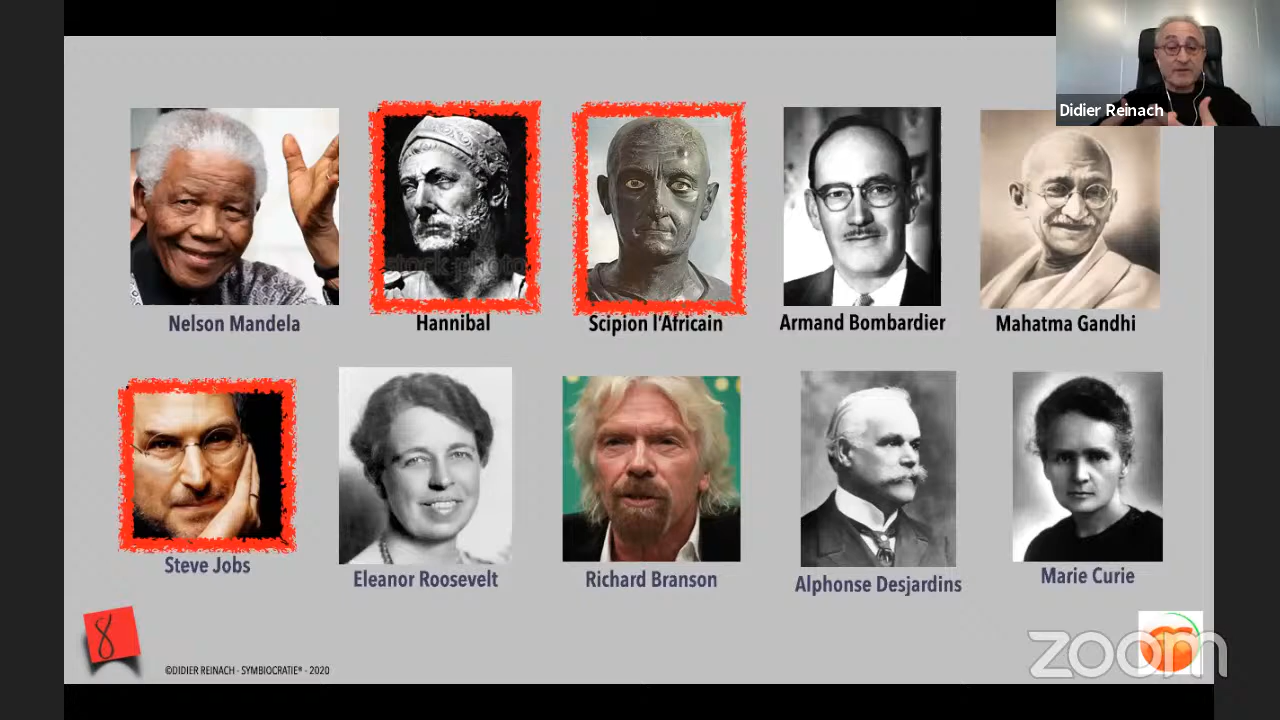 Didier Reinach
Nelson Mandela
Hannibal
Scipion l'Africain
Armand Bombardier
Mahatma Gandhi
Steve Jobs
Eleanor Roosevelt
Richard Branson
Alphonse Desjardins
Marie Curie
8
©DIDIER REINACH - SYMBIOCRATIE® - 2020
zoom